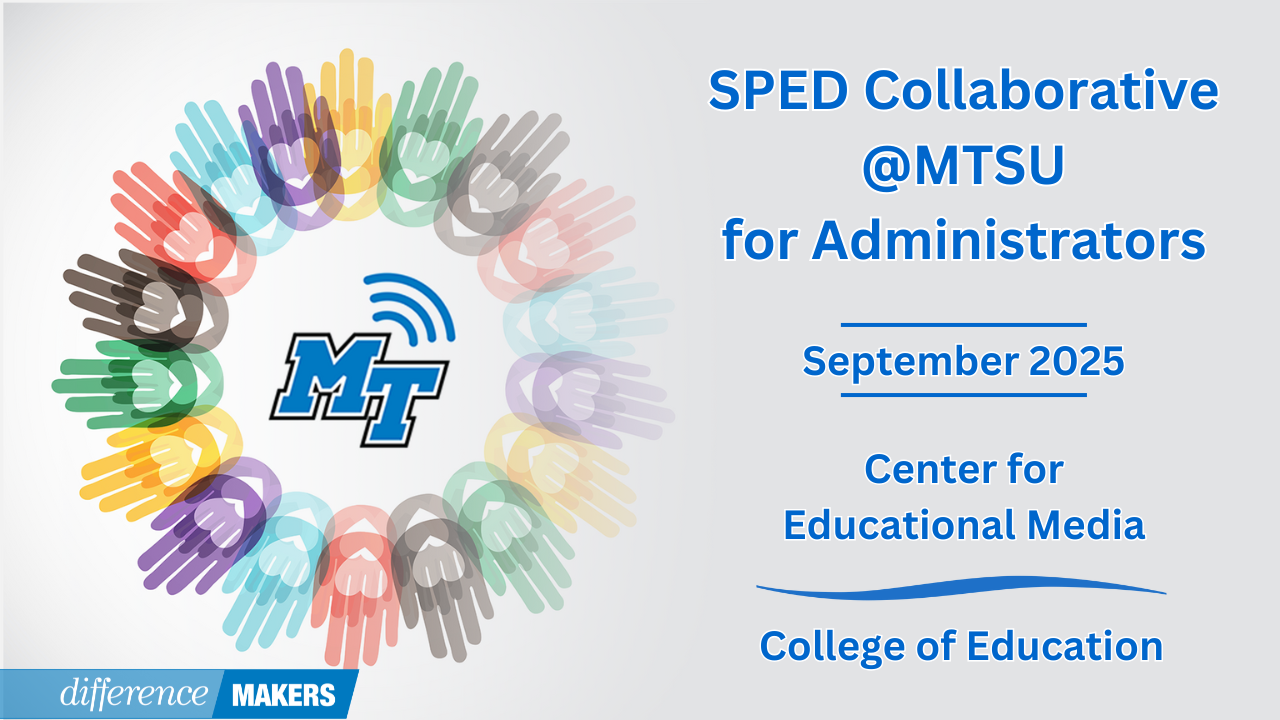 SPED Collaborative
@MTSU
for Administrators
September 2025
Center for
Educational Media
College of Education
MT
difference MAKERS